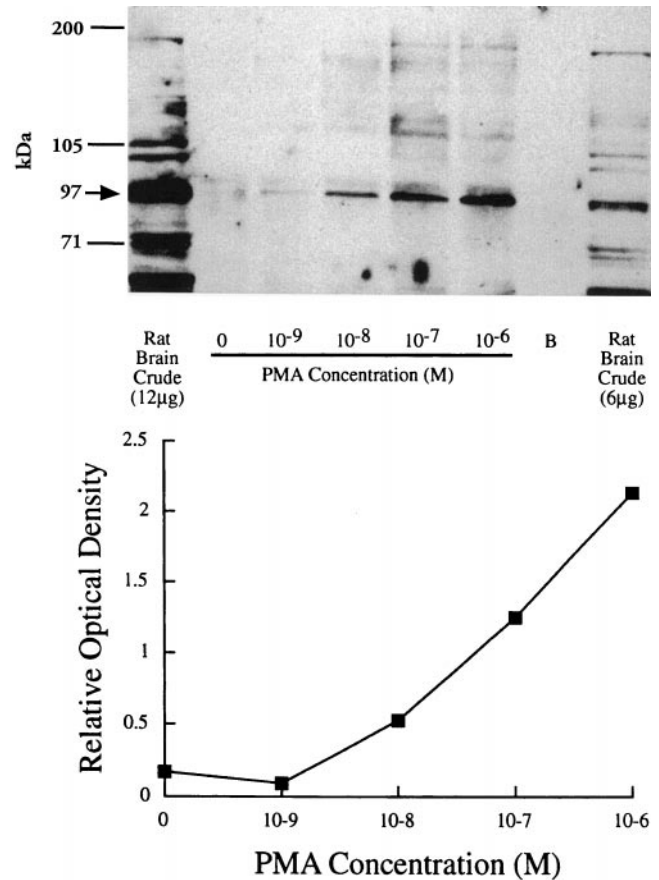 200
105
97
71
kDa
Rat
Brain
Crude
(12µg)
0 10-9 10-8 10-7 10-6 B
PMA Concentration (M)
Rat
Brain
Crude
(6µg)
2.5
2
1.5
1
0.5
0
Relative Optical Density
0 10-9 10-8 10-7 10-6
PMA Concentration (M)